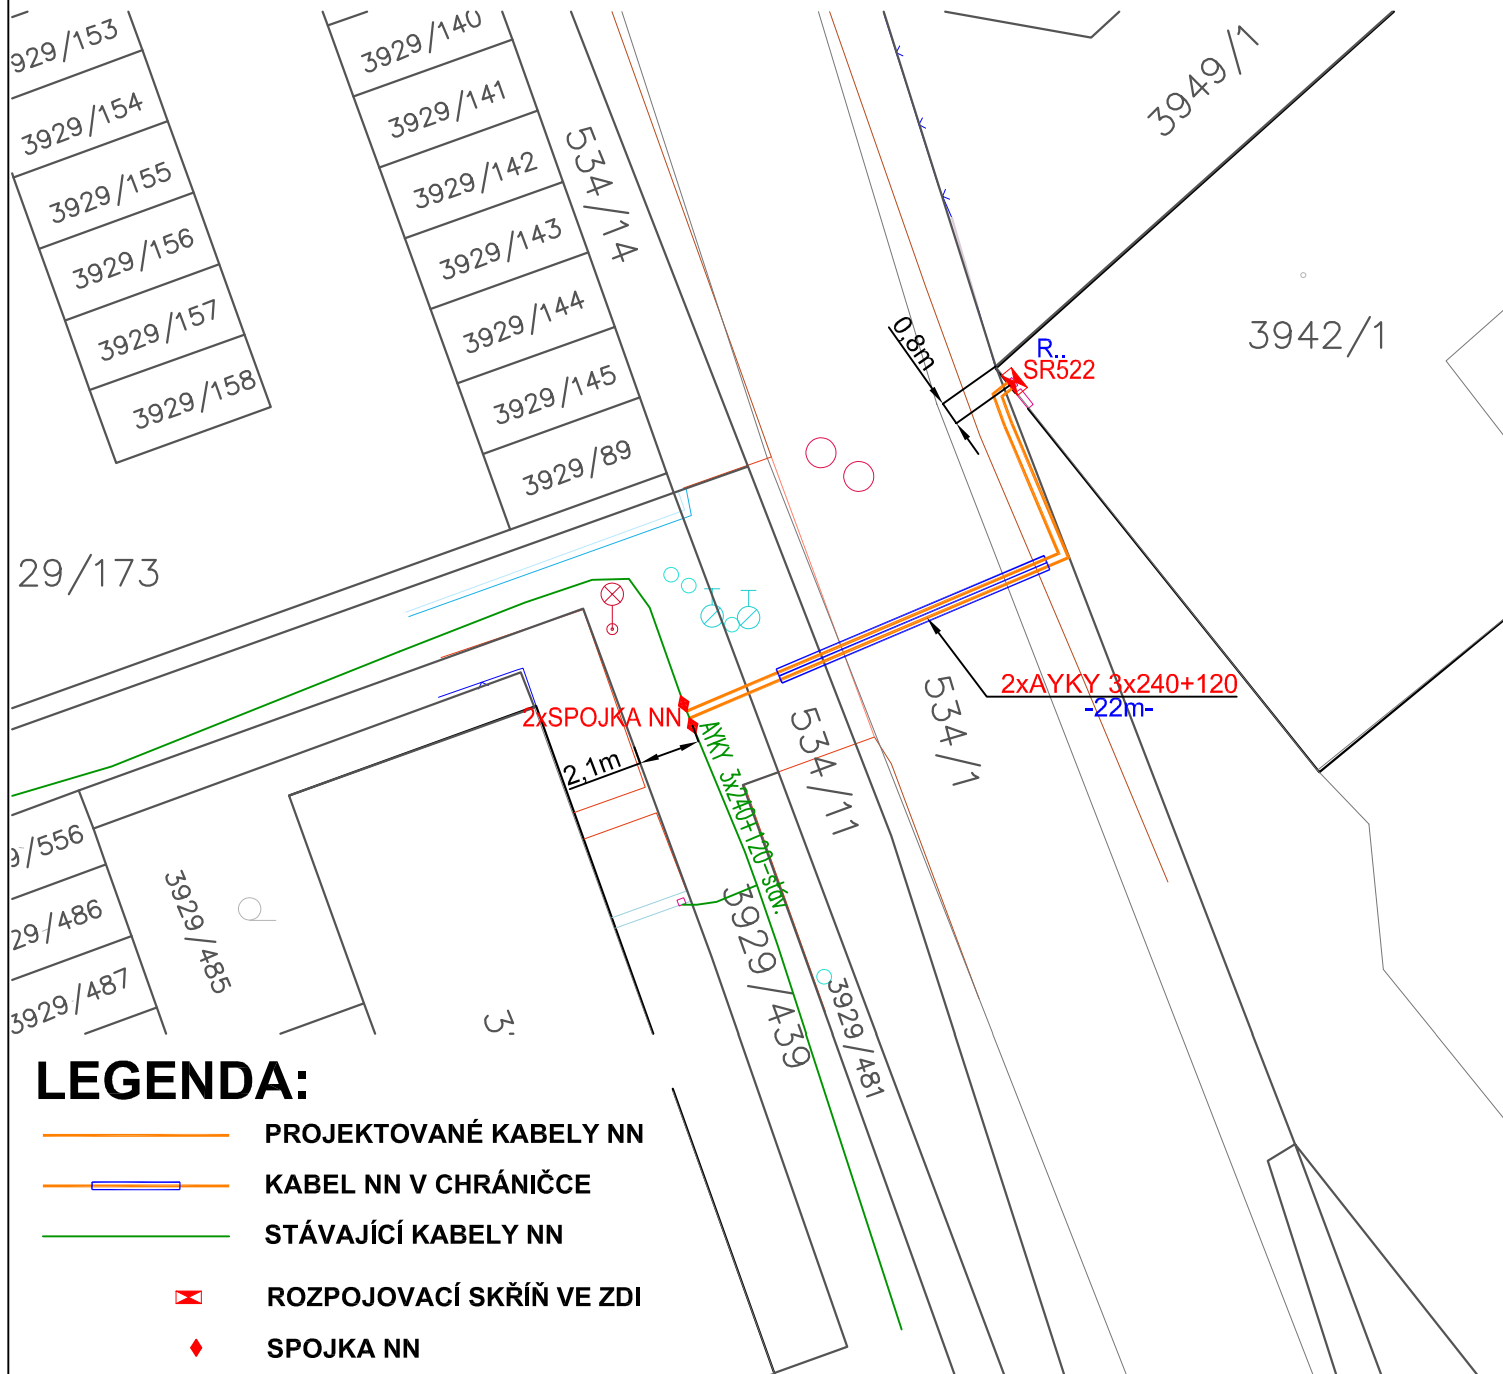 929/153
3929/154
3929/155
3929/156
3929/157
3929/158
3929/140
3929/141
3929/142
3929/143
3929/144
3929/145
3929/89
534/14
3949/1
3942/1
0,8m
R..
SR522
29/173
2xSPOJKA NN
2,1m
AYKY 3x240+120-stáv.
534/11
534/1
2xAYKY 3x240+120
-22m-
9/556
29/486
3929/487
3929/485
3929/439
3929/481
LEGENDA:
PROJEKTOVANÉ KABELY NN
KABEL NN V CHRÁNIČCE
STÁVAJÍCÍ KABELY NN
ROZPOJOVACÍ SKŘÍŇ VE ZDI
SPOJKA NN